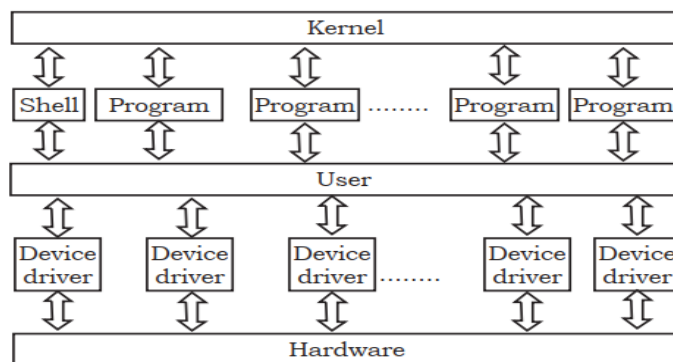 Kernel
Shell Program Program ........ Program Program
User
Device Device Device Device Device
driver driver driver ........ driver driver
Hardware